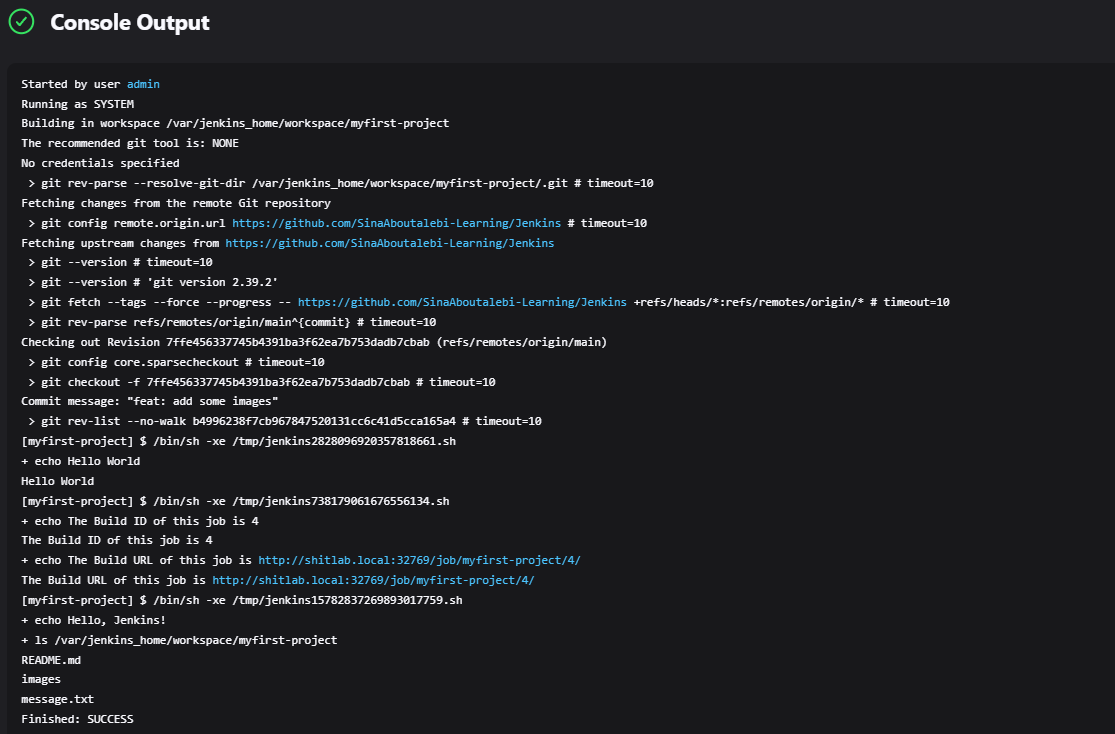 Console Output
Started by user admin
Running as SYSTEM
Building in workspace /var/jenkins_home/workspace/myfirst-project
The recommended git tool is: NONE
No credentials specified
> git rev-parse --resolve-git-dir /var/jenkins_home/workspace/myfirst-project/.git # timeout=10
Fetching changes from the remote Git repository
> git config remote.origin.url https://github.com/SinaAboutalebi-Learning/Jenkins # timeout=10
Fetching upstream changes from https://github.com/SinaAboutalebi-Learning/Jenkins
> git --version # timeout=10
> git --version # 'git version 2.39.2'
> git fetch --tags --force --progress -- https://github.com/SinaAboutalebi-Learning/Jenkins +refs/heads/*:refs/remotes/origin/* # timeout=10
> git rev-parse refs/remotes/origin/main^{commit} # timeout=10
Checking out Revision 7ffe456337745b4391ba3f62ea7b753dadb7cbab (refs/remotes/origin/main)
> git config core.sparsecheckout # timeout=10
> git checkout -f 7ffe456337745b4391ba3f62ea7b753dadb7cbab # timeout=10
Commit message: "feat: add some images"
> git rev-list --no-walk b4996238f7cb967847520131cc6c41d5cca165a4 # timeout=10
[myfirst-project] $ /bin/sh -xe /tmp/jenkins2828096920357818661.sh
+ echo Hello World
Hello World
[myfirst-project] $ /bin/sh -xe /tmp/jenkins738179061676556134.sh
+ echo The Build ID of this job is 4
The Build ID of this job is 4
+ echo The Build URL of this job is http://shitlab.local:32769/job/myfirst-project/4/
The Build URL of this job is http://shitlab.local:32769/job/myfirst-project/4/
[myfirst-project] $ /bin/sh -xe /tmp/jenkins15782837269893017759.sh
+ echo Hello, Jenkins!
+ ls /var/jenkins_home/workspace/myfirst-project
README.md
images
message.txt
Finished: SUCCESS